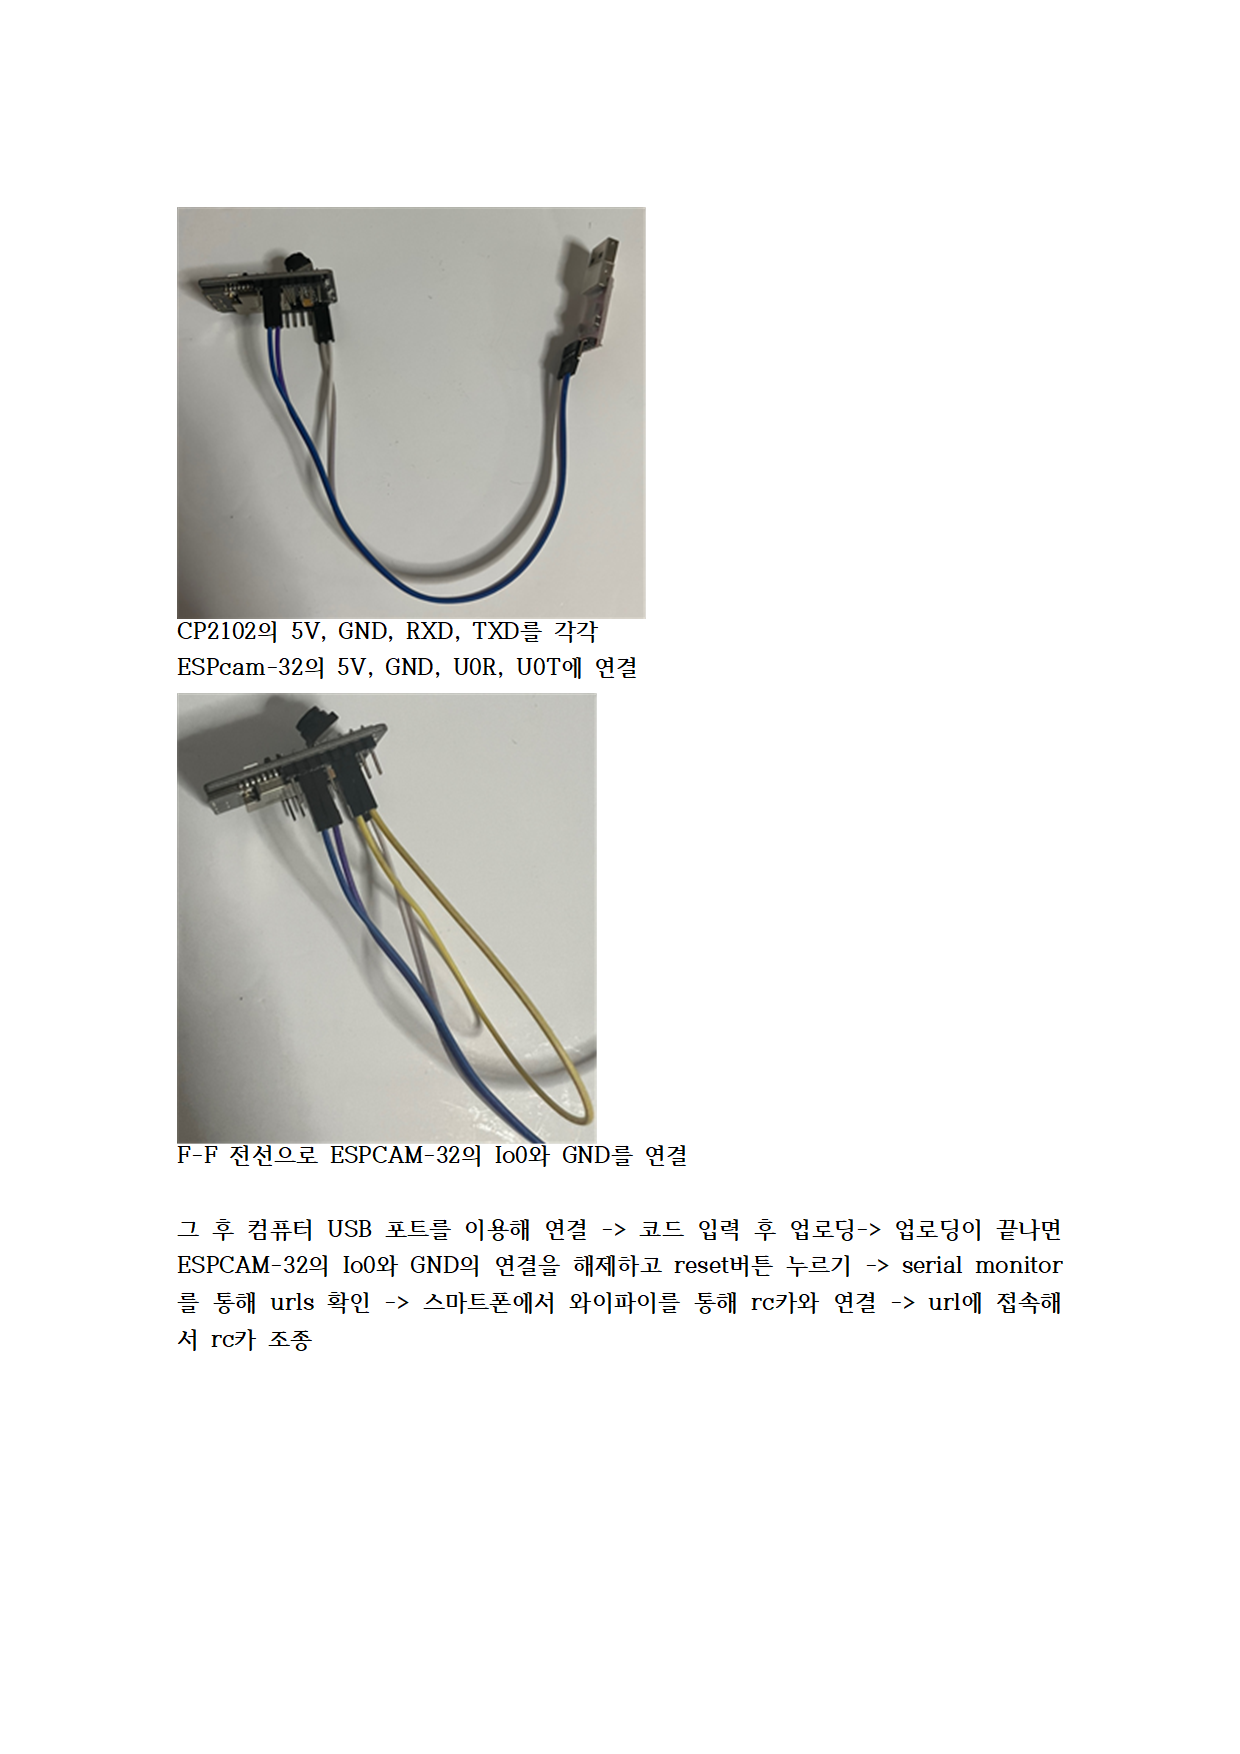 CP2102의 5V, GND, RXD, TXD를 각각
ESPcam-32의 5V, GND, U0R, U0T에 연결
F-F 전선으로 ESPCAM-32의 Io0와 GND를 연결
그 후 컴퓨터 USB 포트를 이용해 연결 -> 코드 입력 후 업로딩-> 업로딩이 끝나면
ESPCAM-32의 Io0와 GND의 연결을 해제하고 reset버튼 누르기 -> serial monitor
를 통해 urls 확인 -> 스마트폰에서 와이파이를 통해 rc카와 연결 -> url에 접속해
서 rc카 조종